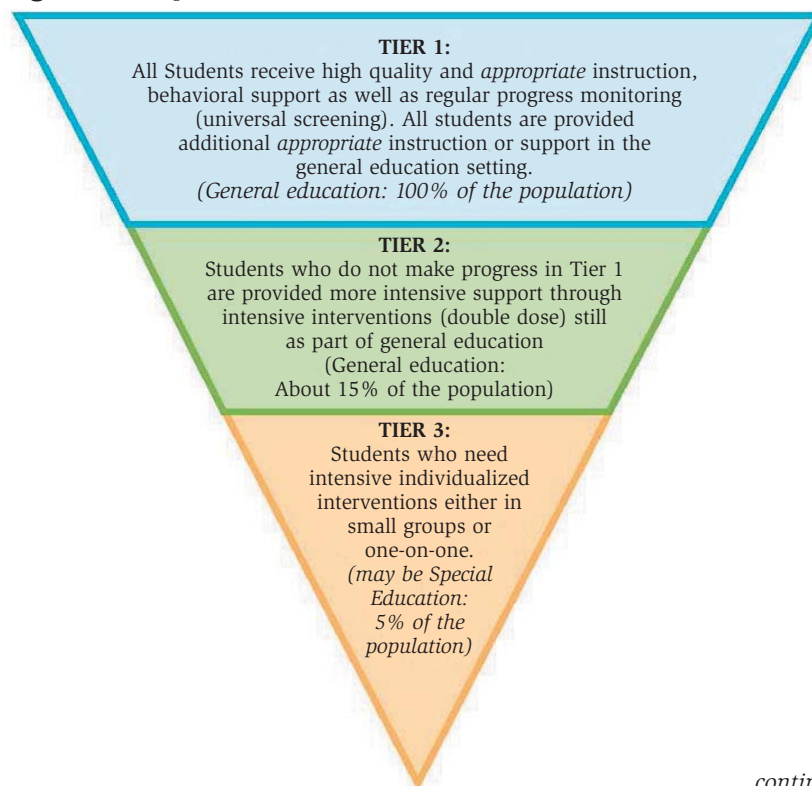 TIER 1:
All Students receive high quality and appropriate instruction,
behavioral support as well as regular progress monitoring
(universal screening). All students are provided
additional appropriate instruction or support in the
general education setting.
(General education: 100% of the population)
TIER 2:
Students who do not make progress in Tier 1
are provided more intensive support through
intensive interventions (double dose) still
as part of general education
(General education:
About 15% of the population)
TIER 3:
Students who need
intensive individualized
interventions either in
small groups or
one-on-one.
(may be Special
Education:
5% of the
population)